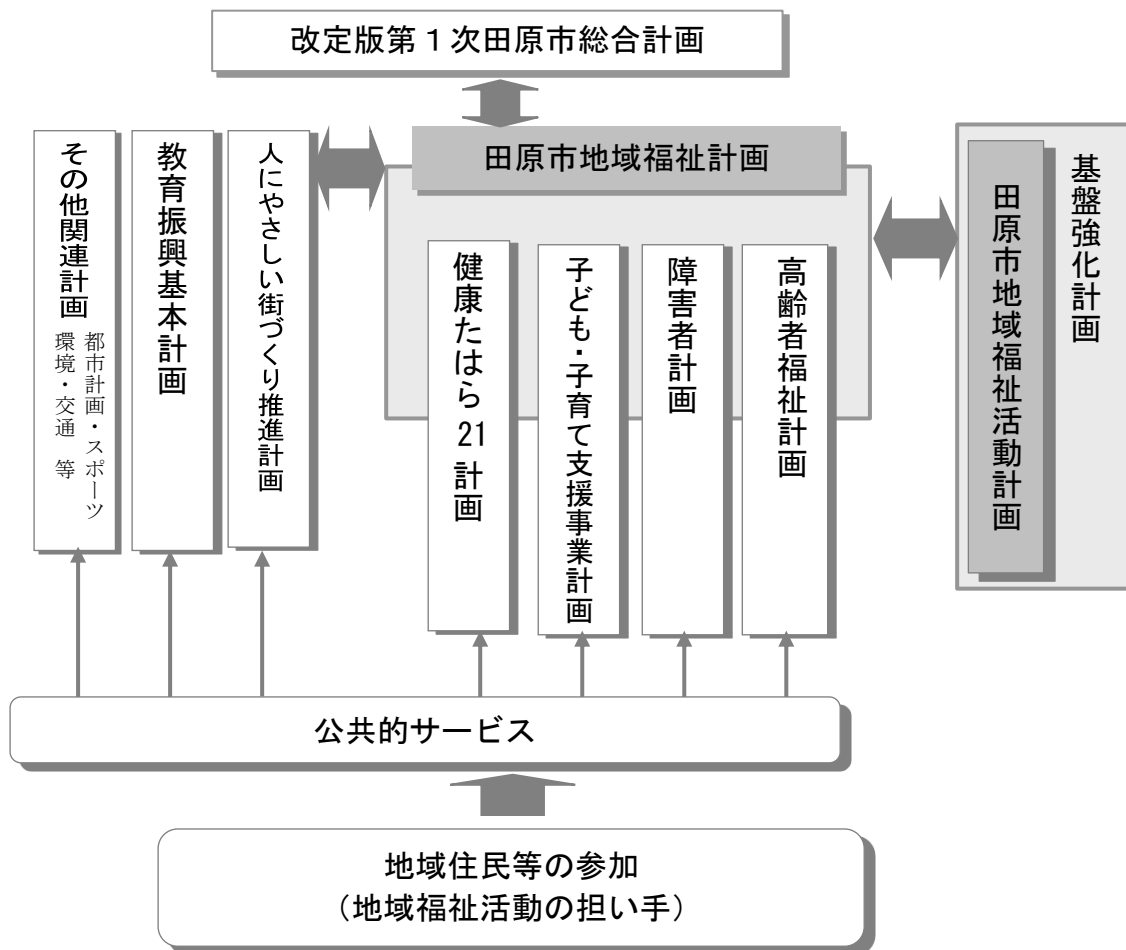 改定版第１次田原市総合計画
田原市地域福祉計画
その他関連計画
都市計画・スポーツ
環境・交通　等
教育振興基本計画
人にやさしい街づくり推進計画
健康たはら 21 計画
子ども・子育て支援事業計画
障害者計画
高齢者福祉計画
田原市地域福祉活動計画
基盤強化計画
公共的サービス
地域住民等の参加
（地域福祉活動の担い手）